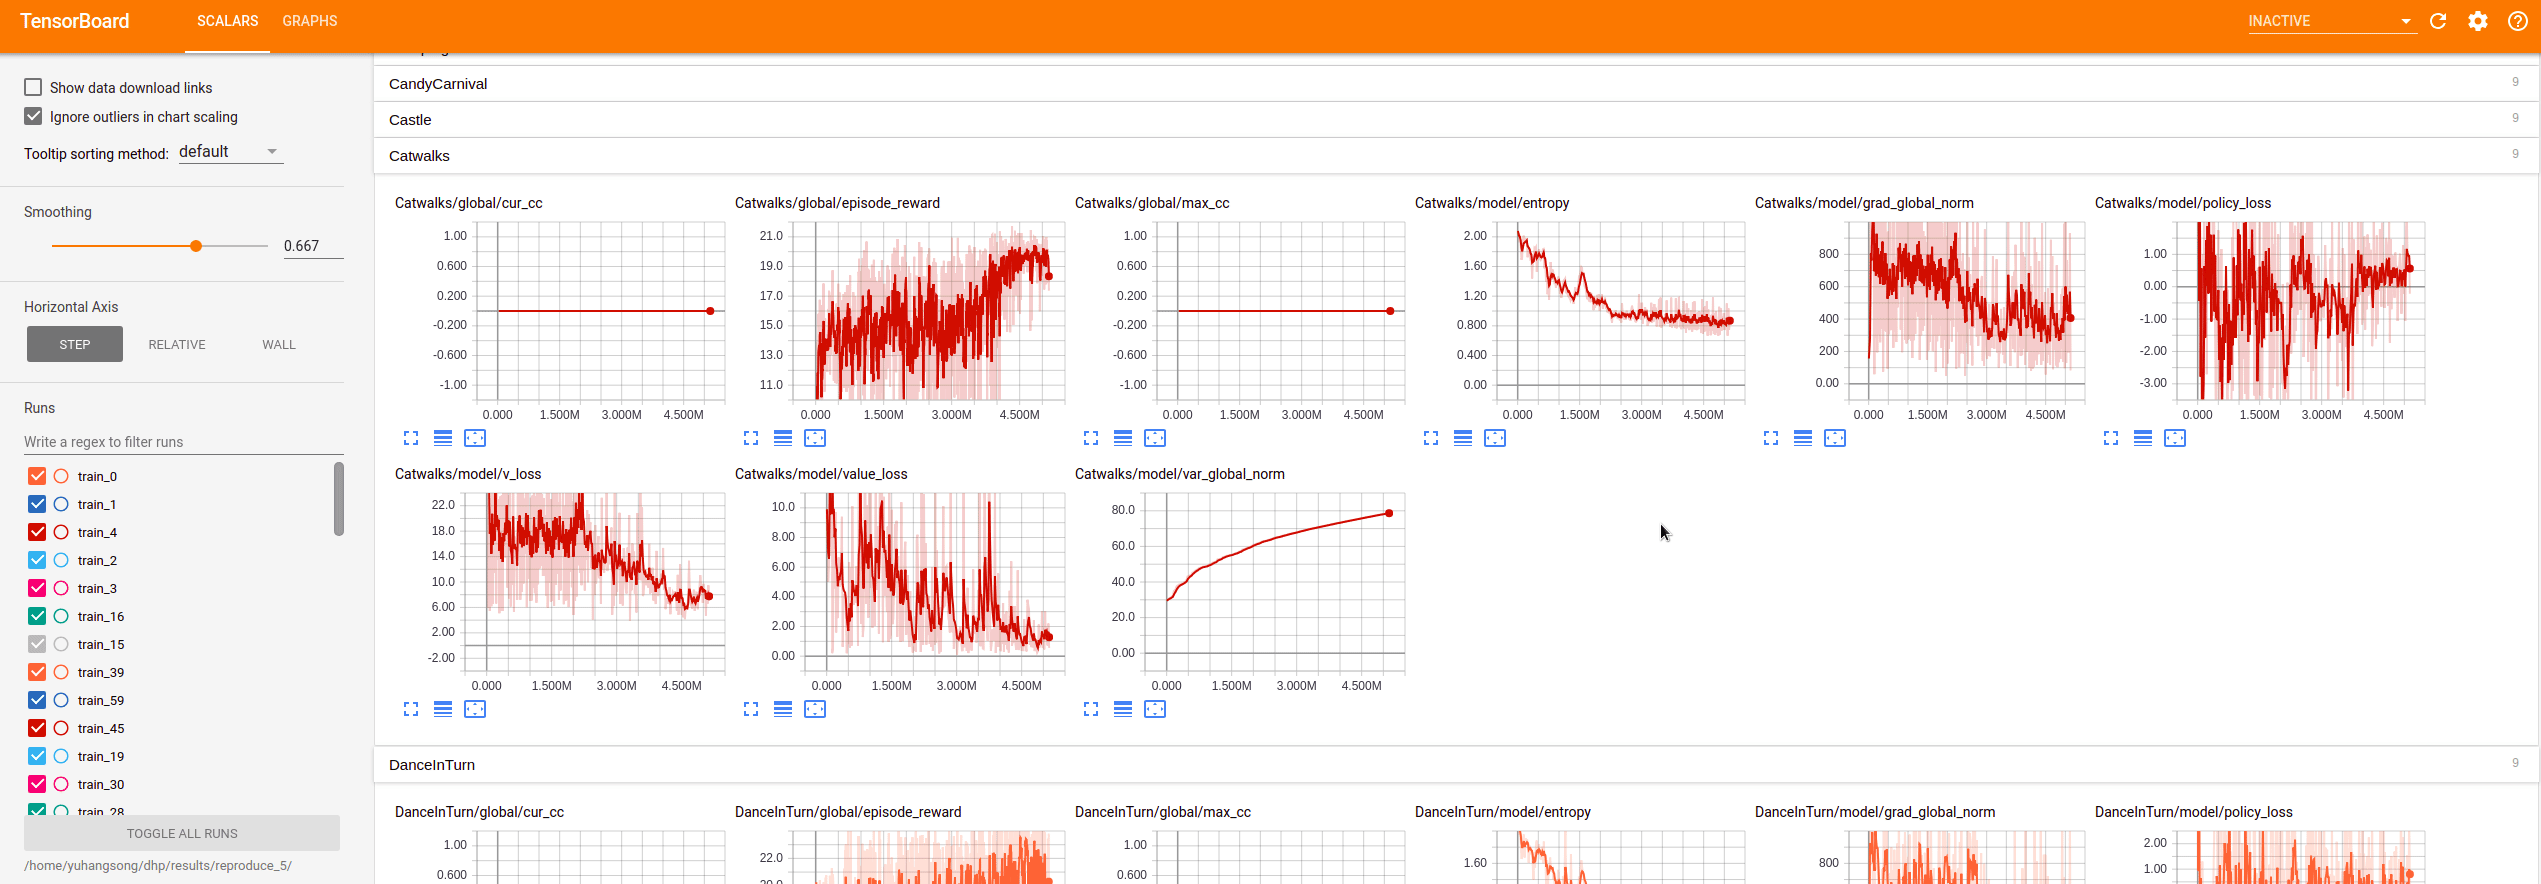 TensorBoard SCALARS GRAPHS INACTIVE
Show data download links
Ignore outliers in chart scaling
Tooltip sorting method: default
Smoothing
0.667
Horizontal Axis
STEP RELATIVE WALL
Runs
Write a regex to filter runs
train_0
train_1
train_4
train_2
train_3
train_16
train_15
train_39
train_59
train_45
train_19
train_30
train_28
TOGGLE ALL RUNS
/home/yuhangsong/dhp/results/reproduce_5/
CandyCarnival 9
Castle 9
Catwalks 9
Catwalks/global/cur_cc
1.00
0.600
0.200
-0.200
-0.600
-1.00
0.000 1.500M 3.000M 4.500M
Catwalks/global/episode_reward
21.0
19.0
17.0
15.0
13.0
11.0
0.000 1.500M 3.000M 4.500M
Catwalks/global/max_cc
1.00
0.600
0.200
-0.200
-0.600
-1.00
0.000 1.500M 3.000M 4.500M
Catwalks/model/entropy
2.00
1.60
1.20
0.800
0.400
0.00
0.000 1.500M 3.000M 4.500M
Catwalks/model/grad_global_norm
800
600
400
200
0.00
0.000 1.500M 3.000M 4.500M
Catwalks/model/policy_loss
1.00
0.00
-1.00
-2.00
-3.00
0.000 1.500M 3.000M 4.500M
Catwalks/model/v_loss
22.0
18.0
14.0
10.0
6.00
2.00
-2.00
0.000 1.500M 3.000M 4.500M
Catwalks/model/value_loss
10.0
8.00
6.00
4.00
2.00
0.00
0.000 1.500M 3.000M 4.500M
Catwalks/model/var_global_norm
80.0
60.0
40.0
20.0
0.00
0.000 1.500M 3.000M 4.500M
DanceInTurn 9
DanceInTurn/global/cur_cc
1.00
0.600
DanceInTurn/global/episode_reward
22.0
DanceInTurn/global/max_cc
1.00
0.600
DanceInTurn/model/entropy
1.60
DanceInTurn/model/grad_global_norm
800
DanceInTurn/model/policy_loss
2.00
1.00